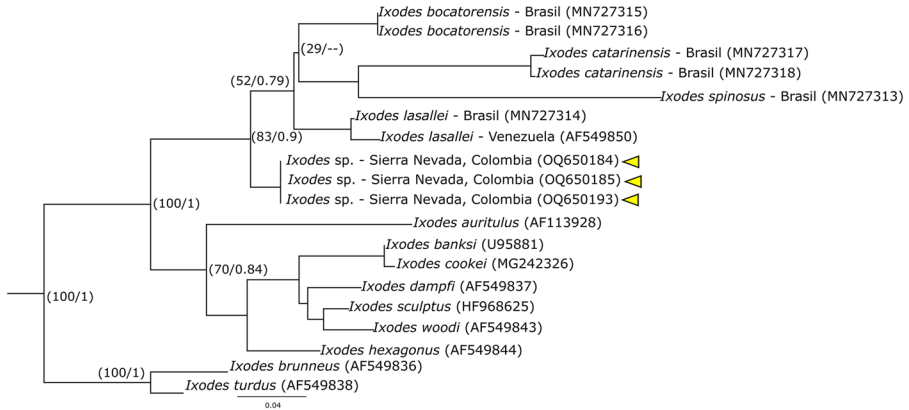 Ixodes bocatorensis - Brasil (MN727315)
Ixodes bocatorensis - Brasil (MN727316)
(29/--)
Ixodes catarinensis - Brasil (MN727317)
Ixodes catarinensis - Brasil (MN727318)
(52/0.79)
Ixodes spinosus - Brasil (MN727313)
Ixodes lasallei - Brasil (MN727314)
(83/0.9)
Ixodes lasallei - Venezuela (AF549850)
Ixodes sp. - Sierra Nevada, Colombia (OQ650184)
Ixodes sp. - Sierra Nevada, Colombia (OQ650185)
Ixodes sp. - Sierra Nevada, Colombia (OQ650193)
(100/1)
Ixodes auritulus (AF113928)
Ixodes banksi (U95881)
Ixodes cookei (MG242326)
(70/0.84)
Ixodes dampfi (AF549837)
(100/1)
Ixodes sculptus (HF968625)
Ixodes woodi (AF549843)
Ixodes hexagonus (AF549844)
Ixodes brunneus (AF549836)
(100/1)
Ixodes turdus (AF549838)
0.04